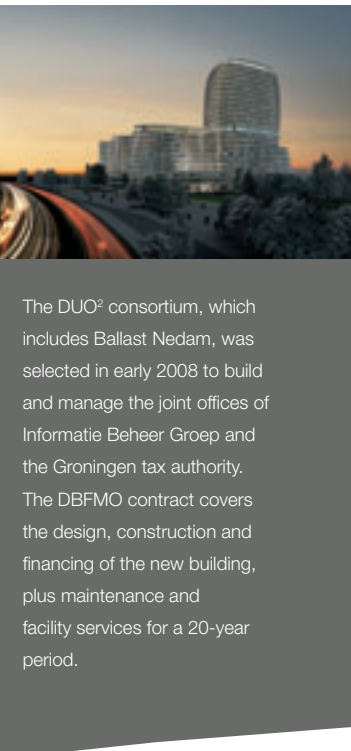 The DUO² consortium, which
includes Ballast Nedam, was
selected in early 2008 to build
and manage the joint offices of
Informatie Beheer Groep and
the Groningen tax authority.
The DBFMO contract covers
the design, construction and
financing of the new building,
plus maintenance and
facility services for a 20-year
period.